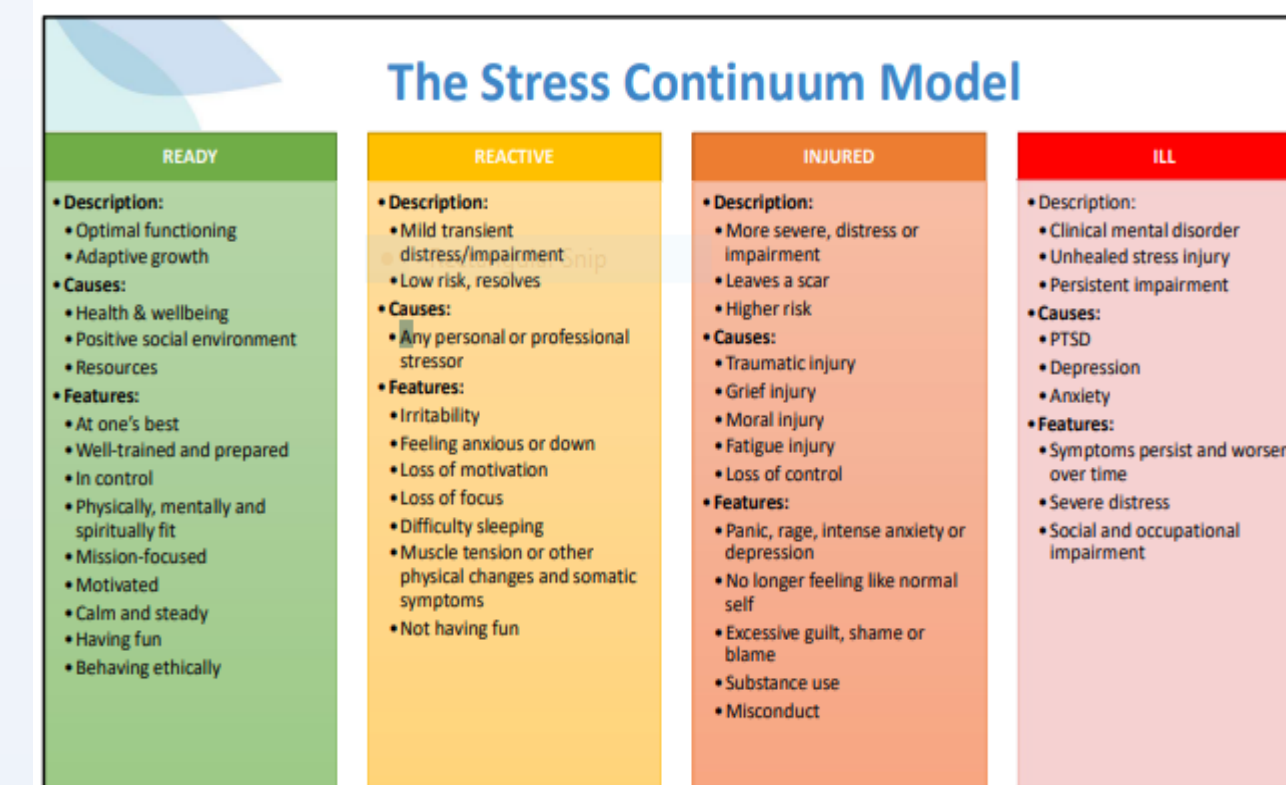 The Stress Continuum Model
READY
• Description:
• Optimal functioning
• Adaptive growth
• Causes:
• Health & wellbeing
• Positive social environment
• Resources
• Features:
• At one's best
• Well-trained and prepared
• In control
• Physically, mentally and
spiritually fit
• Mission-focused
• Motivated
• Calm and steady
• Having fun
• Behaving ethically
REACTIVE
• Description:
• Mild transient
distress/impairment
• Low risk, resolves
• Causes:
• Any personal or professional
stressor
• Features:
• Irritability
• Feeling anxious or down
• Loss of motivation
• Loss of focus
• Difficulty sleeping
• Muscle tension or other
physical changes and somatic
symptoms
• Not having fun
INJURED
• Description:
• More severe, distress or
impairment
• Leaves a scar
• Higher risk
• Causes:
• Traumatic injury
• Grief injury
• Moral injury
• Fatigue injury
• Loss of control
• Features:
• Panic, rage, intense anxiety or
depression
• No longer feeling like normal
self
• Excessive guilt, shame or
blame
• Substance use
• Misconduct
ILL
• Description:
• Clinical mental disorder
• Unhealed stress injury
• Persistent impairment
• Causes:
• PTSD
• Depression
• Anxiety
• Features:
• Symptoms persist and worsen
over time
• Severe distress
• Social and occupational
impairment
Snip